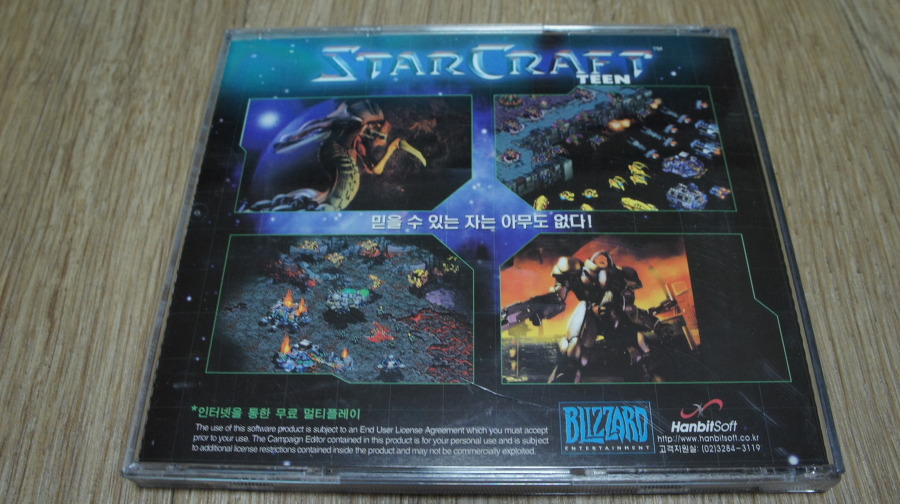 STARCRAFT™
TEEN
믿을 수 있는 자는 아무도 없다!
*인터넷을 통한 무료 멀티플레이
The use of this software product is subject to an End User License Agreement which you must accept
prior to your use. The Campaign Editor contained in this product is for your personal use and is subject
to additional license restrictions contained inside the product and may not be commercially exploited.
BLIZZARD
ENTERTAINMENT
HanbitSoft
http://www.hanbitsoft.co.kr
고객지원실: (02)3284-3119